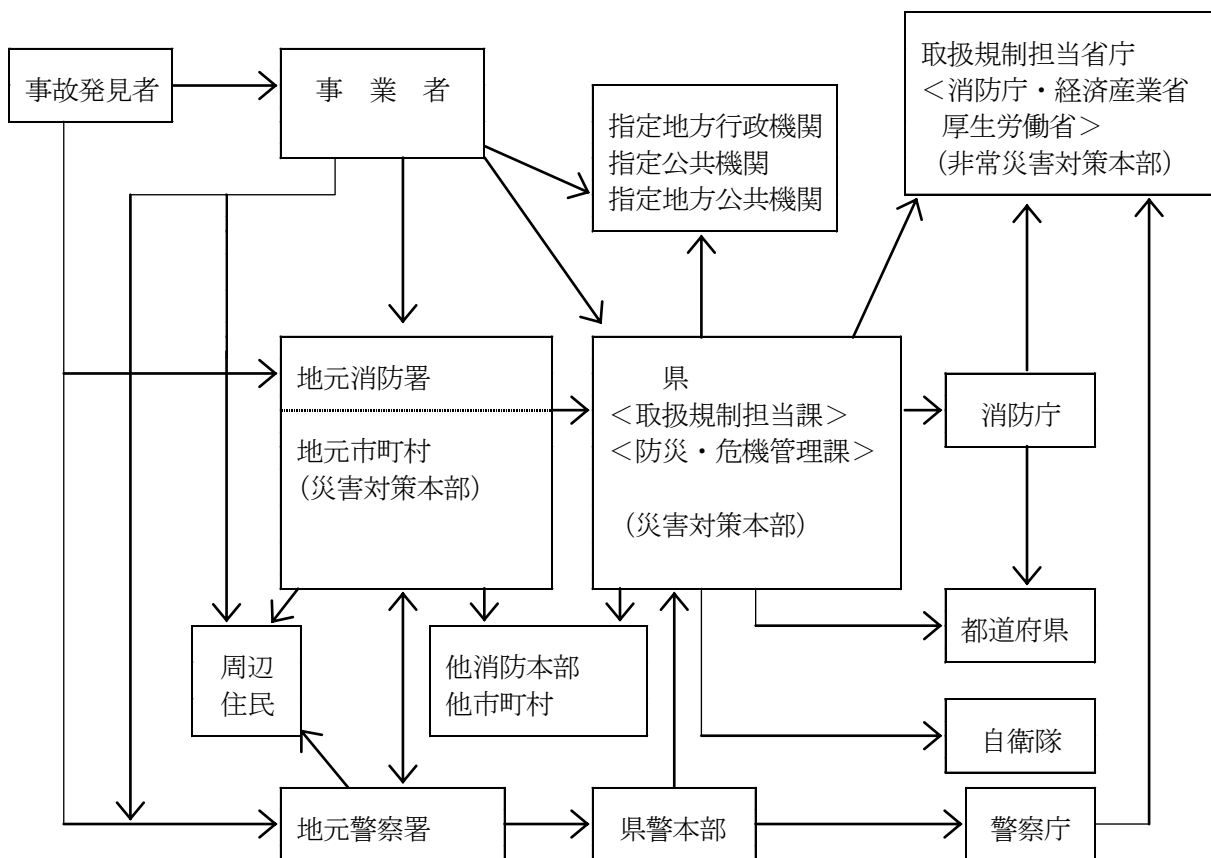 事故発見者
事　業　者
指定地方行政機関
指定公共機関
指定地方公共機関
取扱規制担当省庁
＜消防庁・経済産業省
厚生労働省＞
(非常災害対策本部)
地元消防署
地元市町村
(災害対策本部)
県
＜取扱規制担当課＞
＜防災・危機管理課＞
(災害対策本部)
消防庁
周辺
住民
他消防本部
他市町村
都道府県
自衛隊
地元警察署
県警本部
警察庁